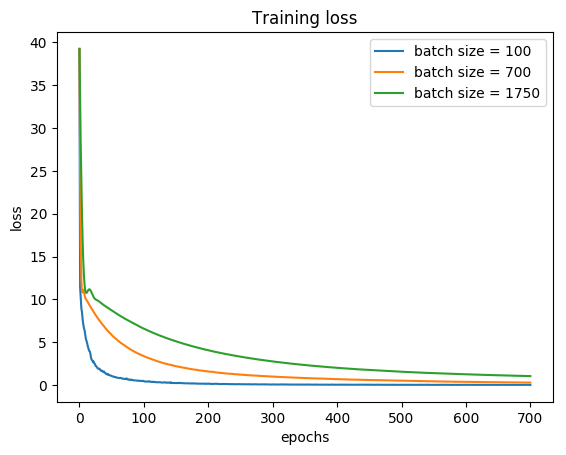 Training loss
batch size = 100
batch size = 700
batch size = 1750
loss
40
35
30
25
20
15
10
5
0
0 100 200 300 400 500 600 700
epochs